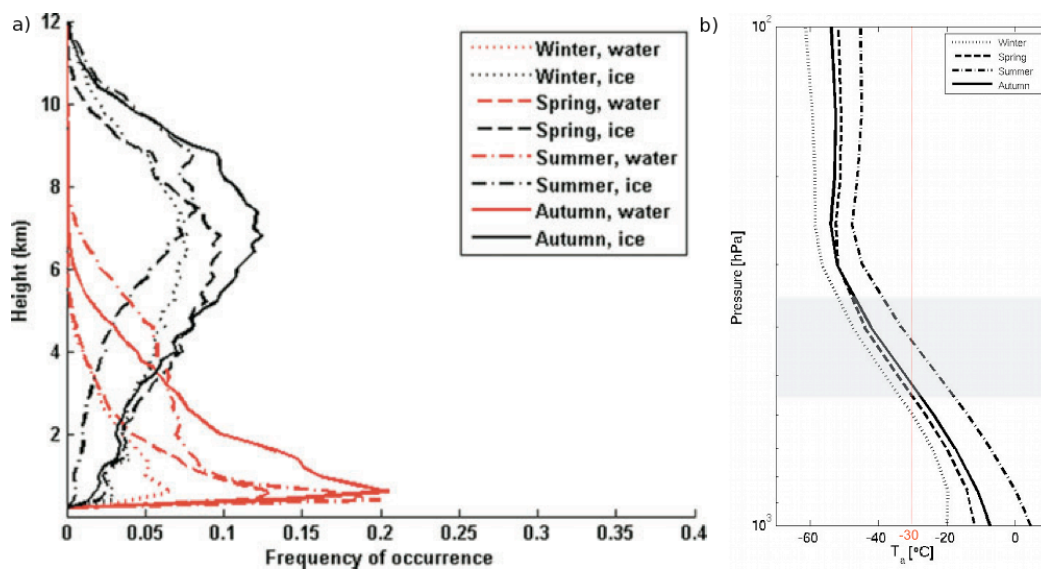 a)
12
10
8
6
4
2
Height (km)
0
0.05
0.1
0.15
0.2
0.25
0.3
0.35
0.4
Frequency of occurrence
Winter, water
Winter, ice
Spring, water
Spring, ice
Summer, water
Summer, ice
Autumn, water
Autumn, ice
b)
10²
10³
Pressure [hPa]
Winter
Spring
Summer
Autumn
-60
-40
-30
-20
0
Tₐ [°C]